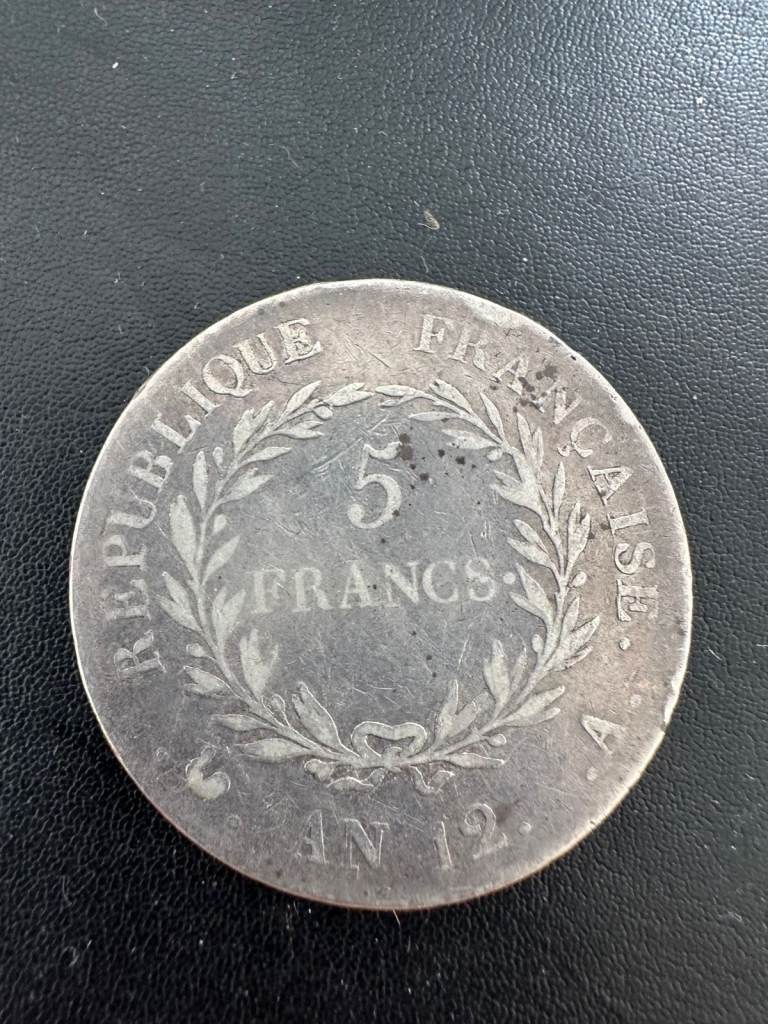 REPUBLIQUE FRANÇAISE.
5
FRANCS.
. AN 12.
. A.